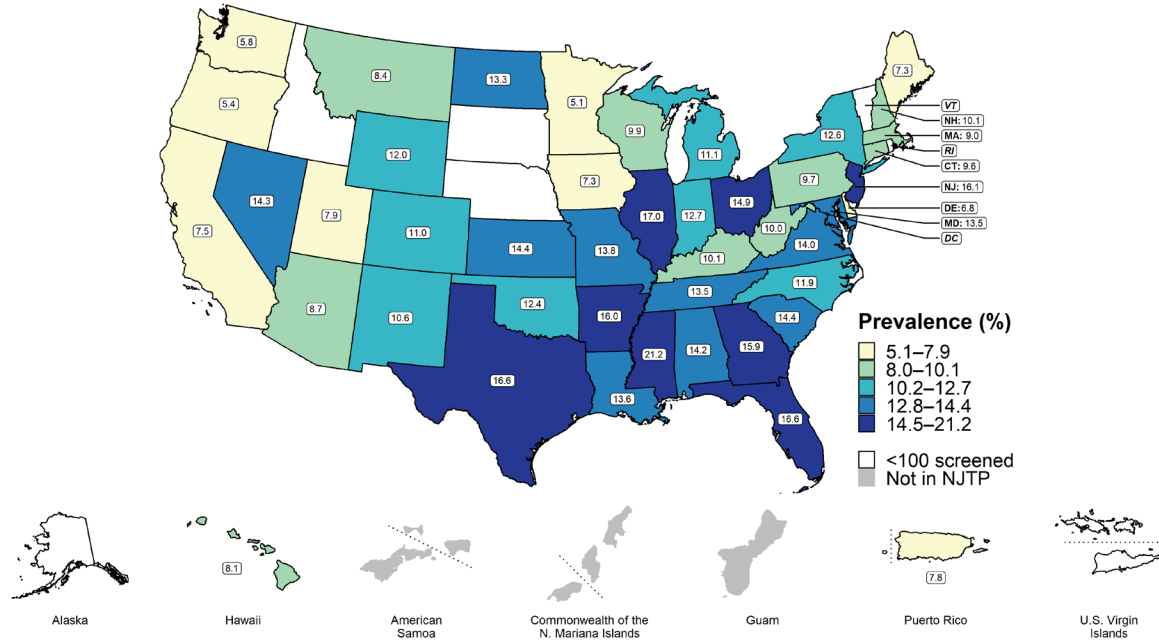 5.8
8.4
13.3
5.1
7.3
5.4
9.9
VT
NH: 10.1
MA: 9.0
RI
CT: 9.6
12.0
11.1
12.6
7.3
9.7
NJ: 16.1
14.3
7.9
17.0
12.7
14.9
DE:6.8
MD: 13.5
DC
7.5
11.0
14.4
13.8
10.0
14.0
10.1
8.7
10.6
12.4
13.5
11.9
16.0
14.4
21.2
14.2
15.9
16.6
13.6
16.6
Prevalence (%)
5.1–7.9
8.0–10.1
10.2–12.7
12.8–14.4
14.5–21.2
<100 screened
Not in NJTP
8.1
7.8
Alaska
Hawaii
American
Samoa
Commonwealth of the
N. Mariana Islands
Guam
Puerto Rico
U.S. Virgin
Islands